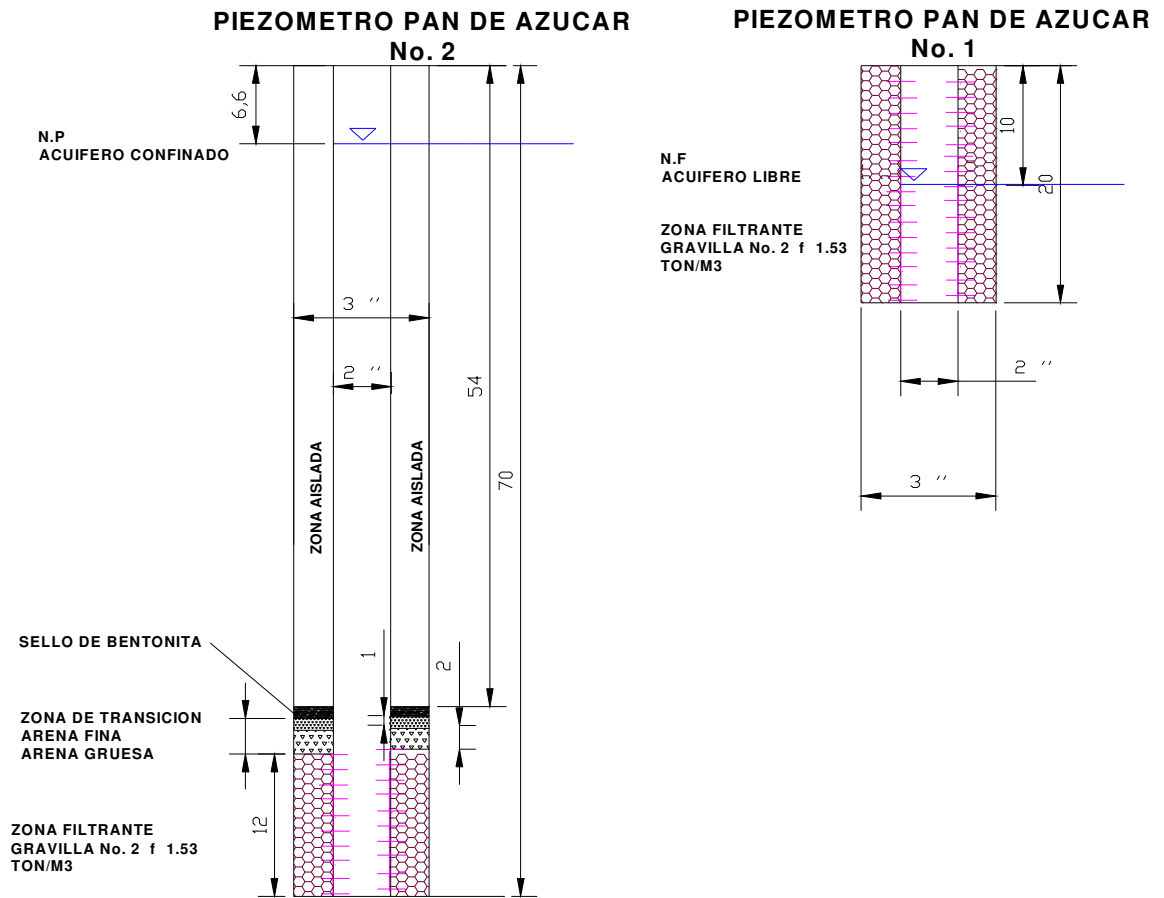 PIEZOMETRO PAN DE AZUCAR
No. 2
6,6
N.P
ACUIFERO CONFINADO
3 ''
2 ''
54
70
ZONA AISLADA
ZONA AISLADA
SELLO DE BENTONITA
1
2
ZONA DE TRANSICION
ARENA FINA
ARENA GRUESA
12
ZONA FILTRANTE
GRAVILLA No. 2 f 1.53
TON/M3
PIEZOMETRO PAN DE AZUCAR
No. 1
10
20
N.F
ACUIFERO LIBRE
ZONA FILTRANTE
GRAVILLA No. 2 f 1.53
TON/M3
2 ''
3 ''